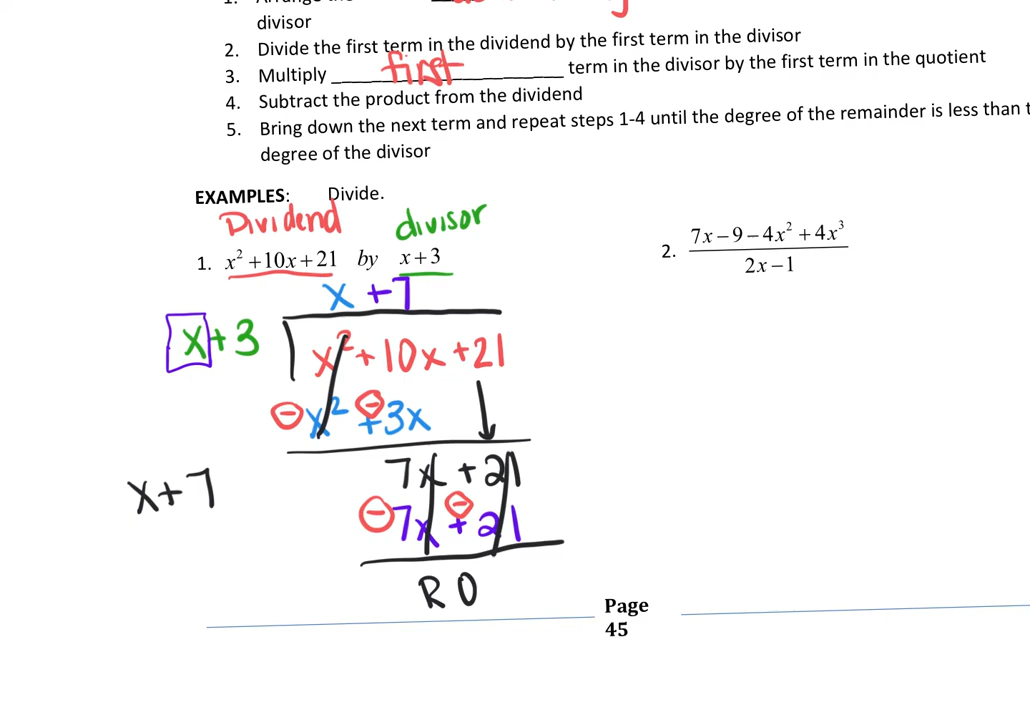 divisor
2. Divide the first term in the dividend by the first term in the divisor
3. Multiply first term in the divisor by the first term in the quotient
4. Subtract the product from the dividend
5. Bring down the next term and repeat steps 1-4 until the degree of the remainder is less than
degree of the divisor
EXAMPLES: Divide.
Dividend divisor
1. x² +10x+21 by x+3
2. 7x−9−4x² +4x³
2x−1
x +7
x+3 x² + 10x +21
⊖x² ⊖+3x
7x +21
x+7
⊖7x ⊖+21
R 0
Page
45